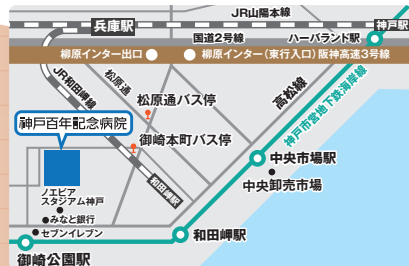 JR山陽本線
兵庫駅
神戸駅
国道2号線
ハーバーランド駅
柳原インター出口
柳原インター(東行入口)
阪神高速3号線
JR和田岬線
松原通
松原通バス停
高松線
神戸市営地下鉄海岸線
神戸百年記念病院
御崎本町バス停
中央市場駅
中央卸売市場
和田岬駅
ノエビア
スタジアム神戸
みなと銀行
セブンイレブン
和田岬駅
御崎公園駅